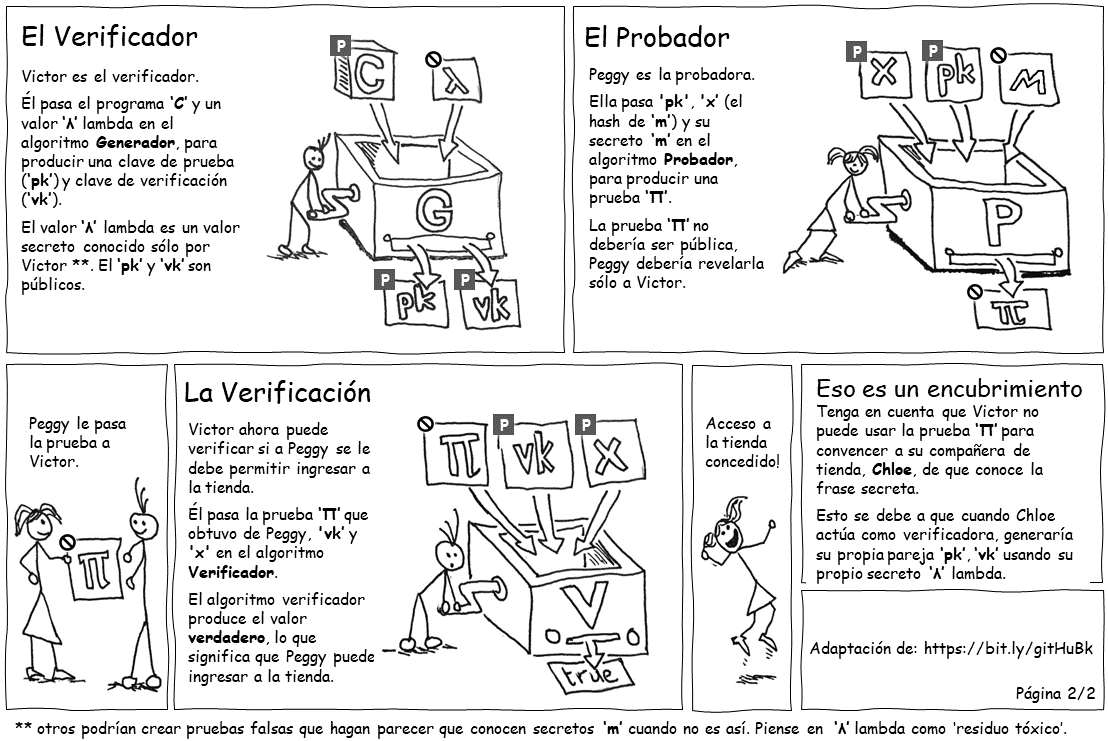 El Verificador
Victor es el verificador.
Él pasa el programa 'C' y un
valor 'λ' lambda en el
algoritmo Generador, para
producir una clave de prueba
('pk') y clave de verificación
('vk').
El valor 'λ' lambda es un valor
secreto conocido sólo por
Victor **. El 'pk' y 'vk' son
públicos.
P
C
λ
G
P
pk
P
vk
El Probador
Peggy es la probadora.
Ella pasa 'pk', 'x' (el
hash de 'm') y su
secreto 'm' en el
algoritmo Probador,
para producir una
prueba 'π'.
La prueba 'π' no
debería ser pública,
Peggy debería revelarla
sólo a Victor.
P
x
P
pk
m
P
π
Peggy le pasa
la prueba a
Victor.
π
La Verificación
Victor ahora puede
verificar si a Peggy se le
debe permitir ingresar a
la tienda.
Él pasa la prueba 'π' que
obtuvo de Peggy, 'vk' y
'x' en el algoritmo
Verificador.
El algoritmo verificador
produce el valor
verdadero, lo que
significa que Peggy puede
ingresar a la tienda.
π
P
vk
P
x
V
true
Acceso a
la tienda
concedido!
Eso es un encubrimiento
Tenga en cuenta que Victor no
puede usar la prueba 'π' para
convencer a su compañera de
tienda, Chloe, de que conoce la
frase secreta.
Esto se debe a que cuando Chloe
actúa como verificadora, generaría
su propia pareja 'pk', 'vk' usando su
propio secreto 'λ' lambda.
Adaptación de: https://bit.ly/gitHuBk
Página 2/2
** otros podrían crear pruebas falsas que hagan parecer que conocen secretos 'm' cuando no es así. Piense en 'λ' lambda como 'residuo tóxico'.